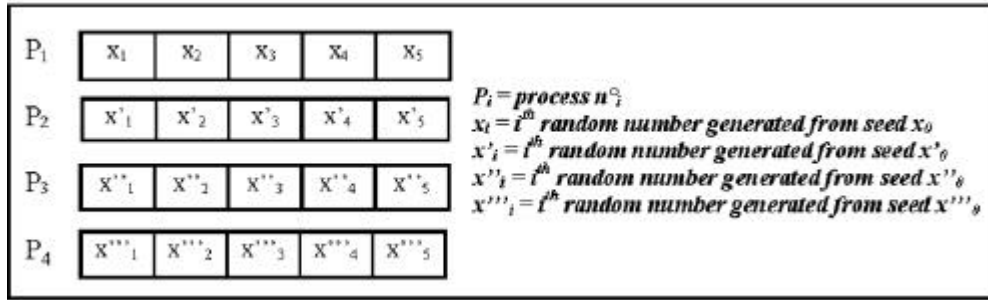 P₁ x₁ x₂ x₃ x₄ x₅
P₂ x'₁ x'₂ x'₃ x'₄ x'₅
P₃ x''₁ x''₂ x''₃ x''₄ x''₅
P₄ x'''₁ x'''₂ x'''₃ x'''₄ x'''₅
Pᵢ = process n°ᵢ
xᵢ = iᵗʰ random number generated from seed x₀
x'ᵢ = iᵗʰ random number generated from seed x'₀
x''ᵢ = iᵗʰ random number generated from seed x''₀
x'''ᵢ = iᵗʰ random number generated from seed x'''₀